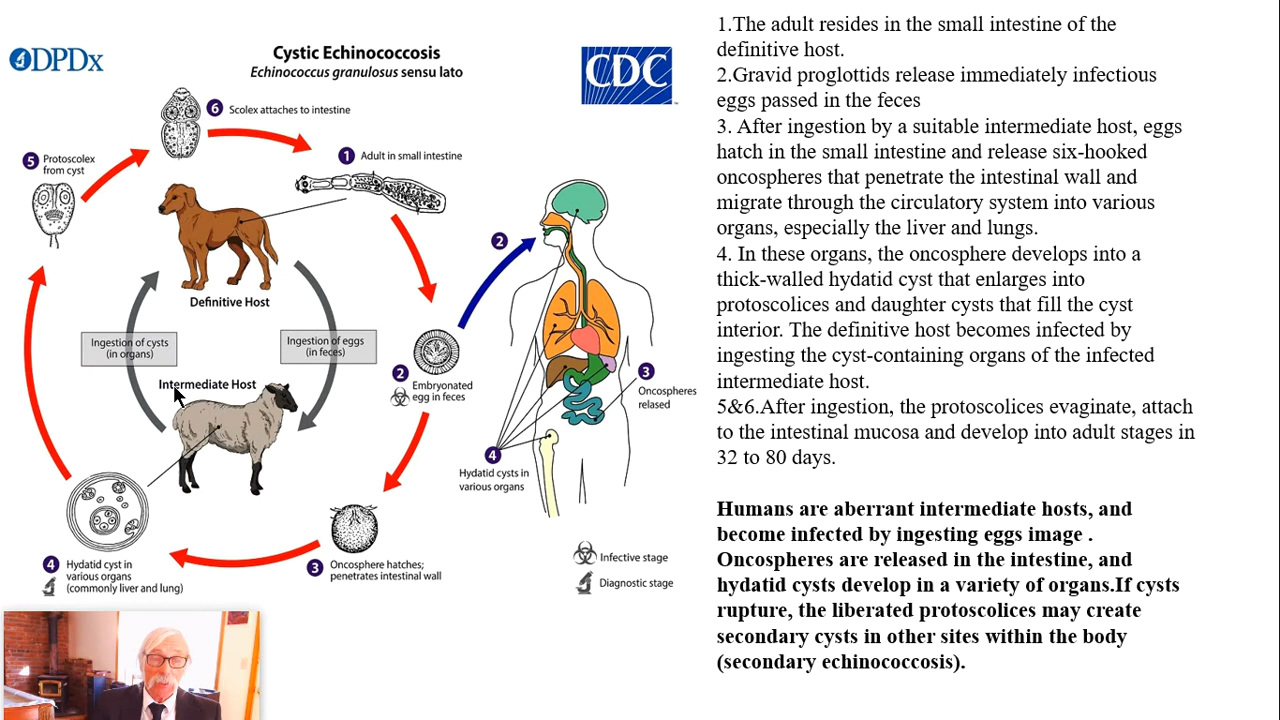 DPDx
Cystic Echinococcosis
Echinococcus granulosus sensu lato
CDC
6 Scolex attaches to intestine
5 Protoscolex
from cyst
1 Adult in small intestine
2
Definitive Host
Ingestion of cysts
(in organs)
Ingestion of eggs
(in feces)
Intermediate Host
2 Embryonated
egg in feces
3 Oncospheres
relased
4
Hydatid cysts in
various organs
4 Hydatid cyst in
various organs
(commonly liver and lung)
3 Oncosphere hatches;
penetrates intestinal wall
Infective stage
Diagnostic stage
1.The adult resides in the small intestine of the
definitive host.
2.Gravid proglottids release immediately infectious
eggs passed in the feces
3. After ingestion by a suitable intermediate host, eggs
hatch in the small intestine and release six-hooked
oncospheres that penetrate the intestinal wall and
migrate through the circulatory system into various
organs, especially the liver and lungs.
4. In these organs, the oncosphere develops into a
thick-walled hydatid cyst that enlarges into
protoscolices and daughter cysts that fill the cyst
interior. The definitive host becomes infected by
ingesting the cyst-containing organs of the infected
intermediate host.
5&6.After ingestion, the protoscolices evaginate, attach
to the intestinal mucosa and develop into adult stages in
32 to 80 days.
Humans are aberrant intermediate hosts, and
become infected by ingesting eggs image .
Oncospheres are released in the intestine, and
hydatid cysts develop in a variety of organs.If cysts
rupture, the liberated protoscolices may create
secondary cysts in other sites within the body
(secondary echinococcosis).